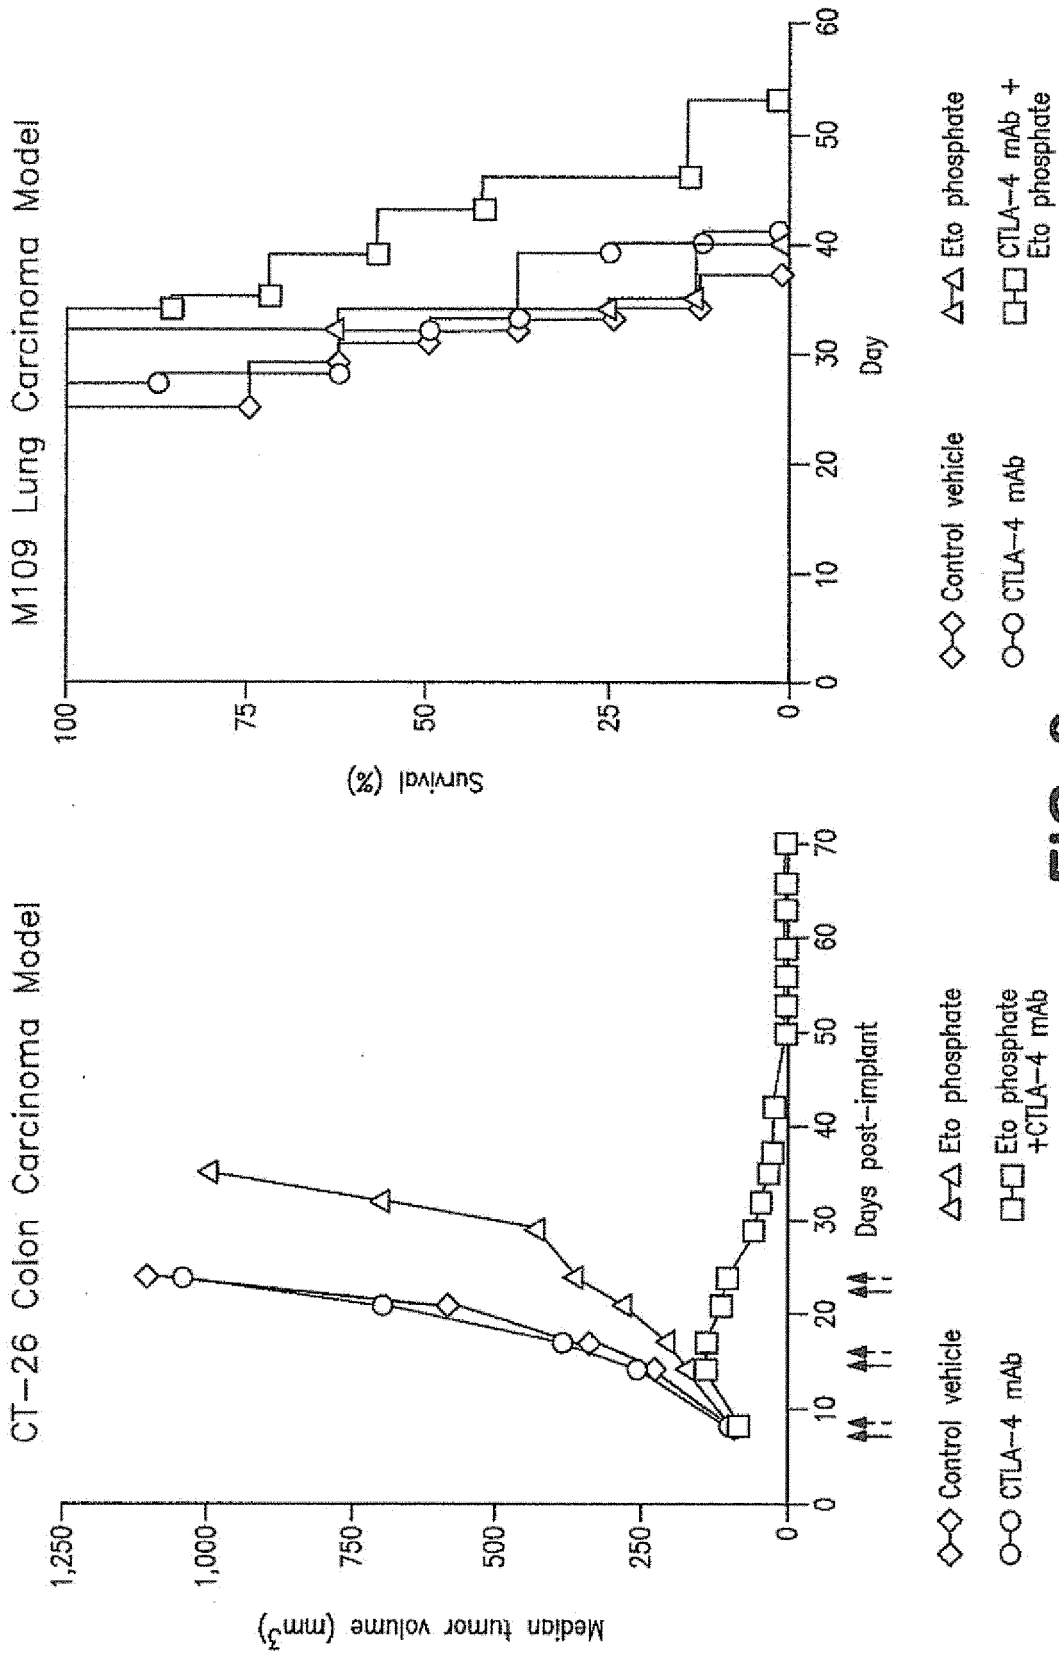 CT-26 Colon Carcinoma Model
Median tumor volume (mm³)
1,250
1,000
750
500
250
0
0
10
20
30
40
50
60
70
Days post-implant
Control vehicle
Eto phosphate
CTLA-4 mAb
Eto phosphate
+CTLA-4 mAb
M109 Lung Carcinoma Model
Survival (%)
100
75
50
25
0
0
10
20
30
40
50
60
Day
Control vehicle
Eto phosphate
CTLA-4 mAb
CTLA-4 mAb +
Eto phosphate